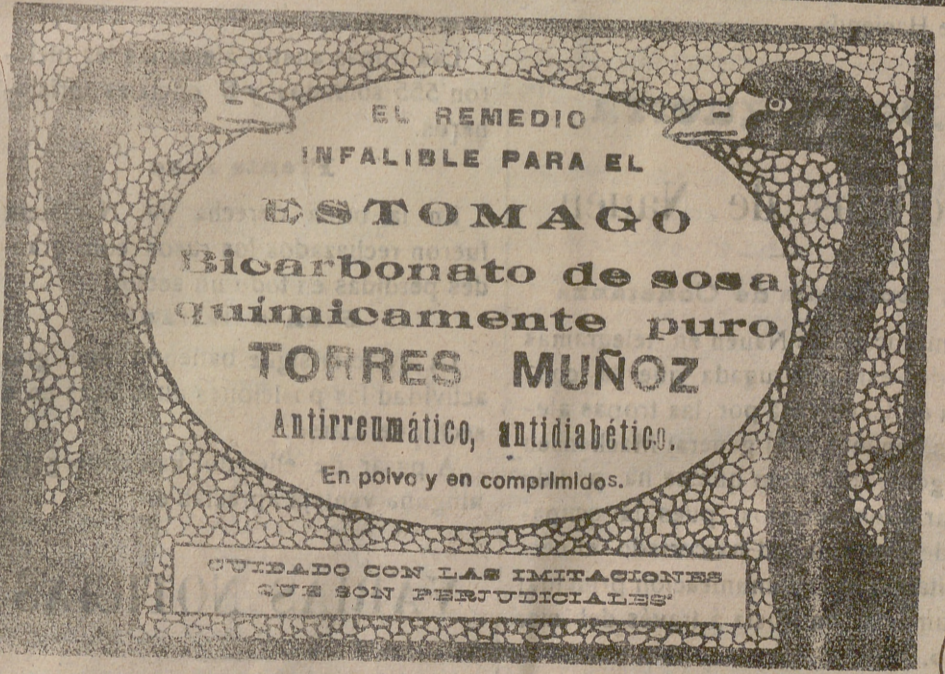 EL REMEDIO
INFALIBLE PARA EL
ESTOMAGO
Bicarbonato de sosa
químicamente puro
TORRES MUÑOZ
Antirreumático, antidiabético.
En polvo y en comprimidos.
CUIDADO CON LAS IMITACIONES
QUE SON PERJUDICIALES